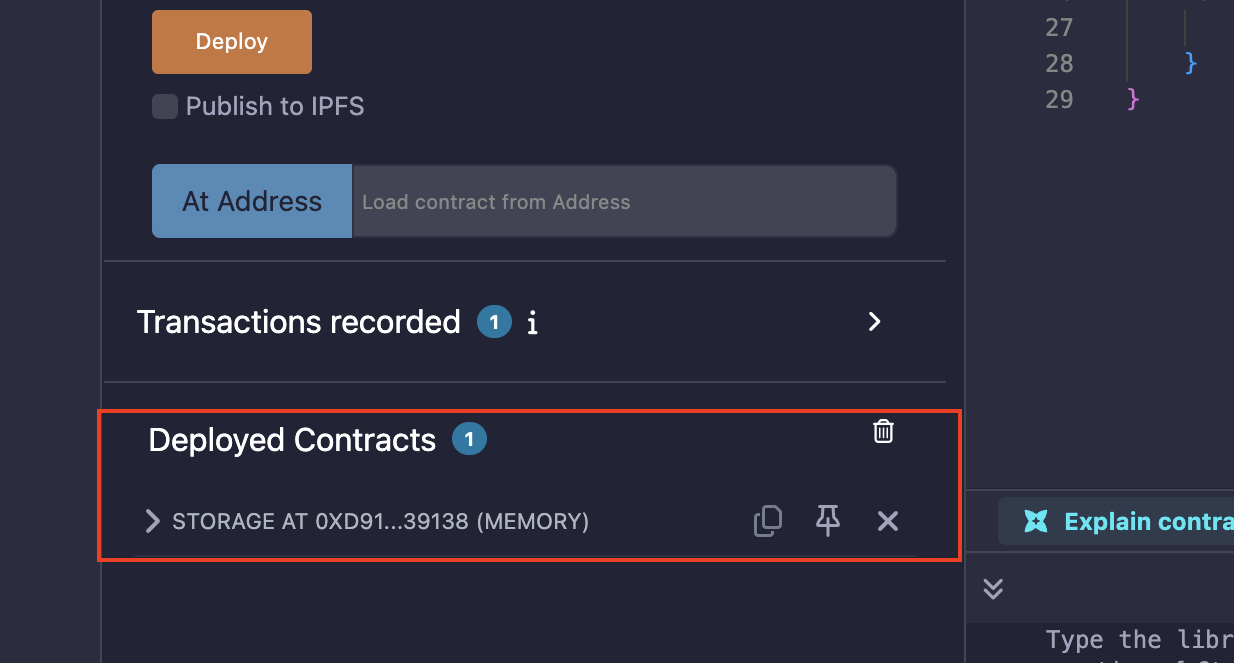 Deploy
Publish to IPFS
At Address
Load contract from Address
Transactions recorded 1 i
Deployed Contracts 1
STORAGE AT 0XD91...39138 (MEMORY)
27
28 }
29 }
Explain contra
Type the libr